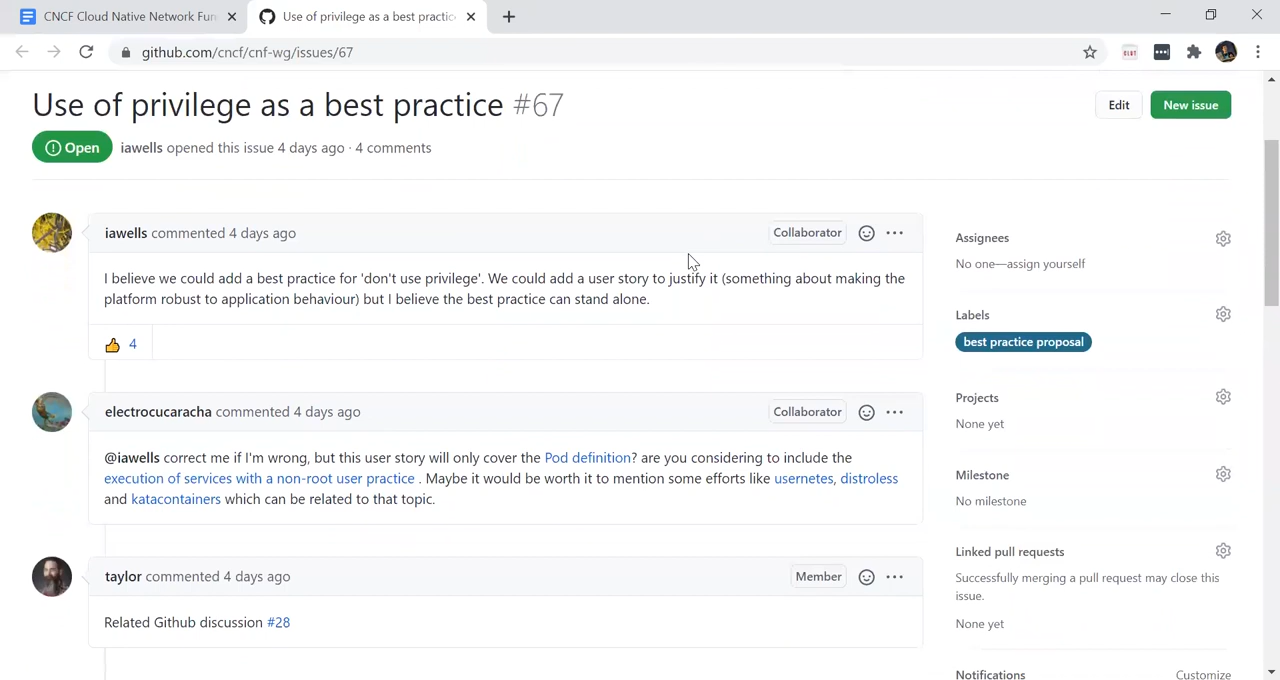 CNCF Cloud Native Network Fun
Use of privilege as a best practic
github.com/cncf/cnf-wg/issues/67
Use of privilege as a best practice #67
Edit
New issue
Open
iawells opened this issue 4 days ago · 4 comments
iawells commented 4 days ago
Collaborator
I believe we could add a best practice for 'don't use privilege'. We could add a user story to justify it (something about making the
platform robust to application behaviour) but I believe the best practice can stand alone.
4
electrocucaracha commented 4 days ago
Collaborator
@iawells correct me if I'm wrong, but this user story will only cover the Pod definition? are you considering to include the
execution of services with a non-root user practice . Maybe it would be worth it to mention some efforts like usernetes, distroless
and katacontainers which can be related to that topic.
taylor commented 4 days ago
Member
Related Github discussion #28
Assignees
No one—assign yourself
Labels
best practice proposal
Projects
None yet
Milestone
No milestone
Linked pull requests
Successfully merging a pull request may close this
issue.
None yet
Notifications
Customize